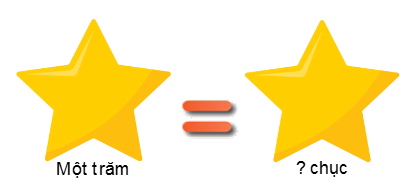 Một trăm
? chục